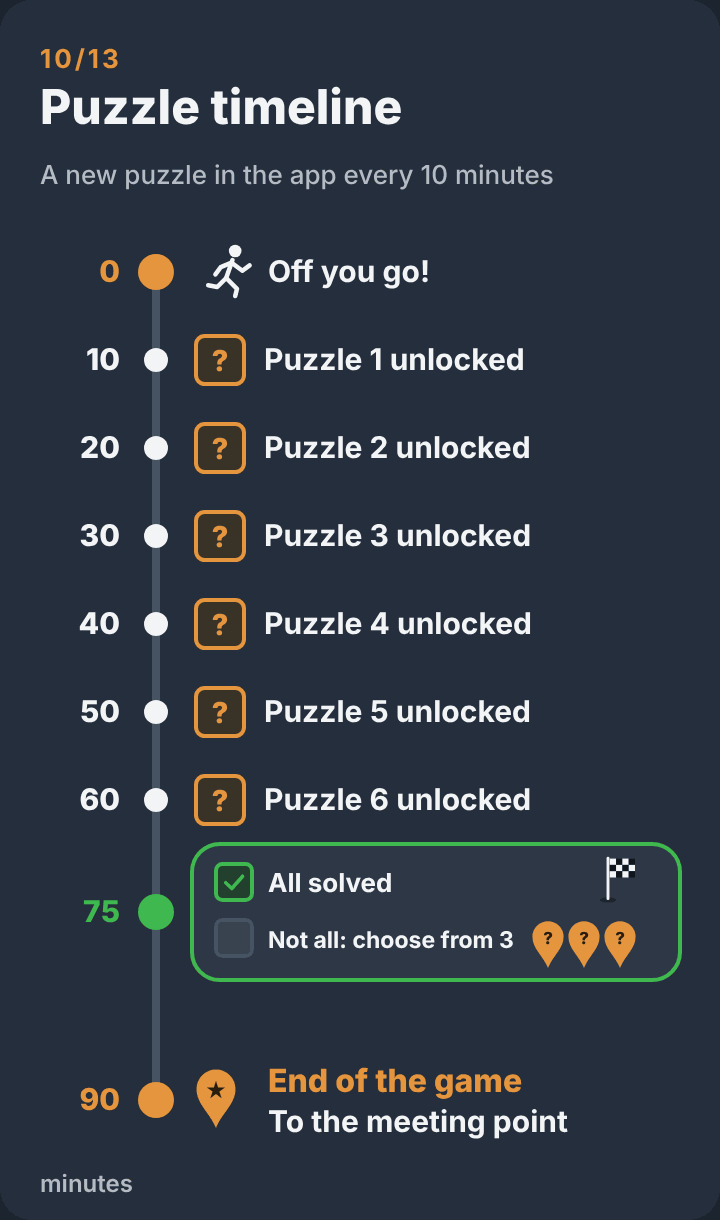 10/13
Puzzle timeline
A new puzzle in the app every 10 minutes
0 Off you go!
10 ? Puzzle 1 unlocked
20 ? Puzzle 2 unlocked
30 ? Puzzle 3 unlocked
40 ? Puzzle 4 unlocked
50 ? Puzzle 5 unlocked
60 ? Puzzle 6 unlocked
All solved
75
Not all: choose from 3 ? ? ?
End of the game
90
To the meeting point
minutes